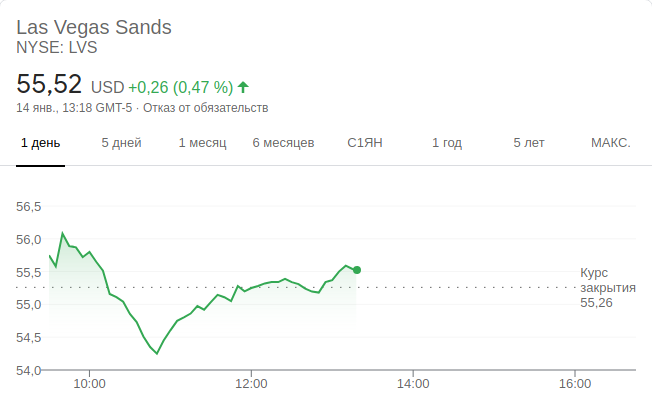 Las Vegas Sands
NYSE: LVS
55,52 USD +0,26 (0,47 %)
14 янв., 13:18 GMT-5 · Отказ от обязательств
1 день 5 дней 1 месяц 6 месяцев С1ЯН 1 год 5 лет МАКС.
56,5
56,0
55,5
55,0
54,5
54,0
Курс
закрытия
55,26
10:00 12:00 14:00 16:00